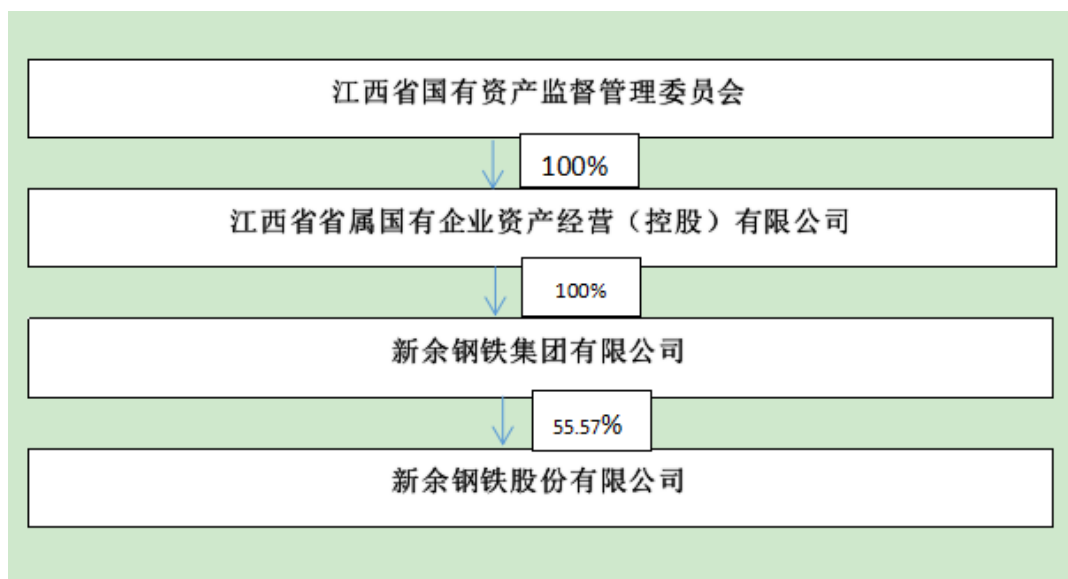 江西省国有资产监督管理委员会
100%
江西省省属国有企业资产经营（控股）有限公司
100%
新余钢铁集团有限公司
55.57%
新余钢铁股份有限公司